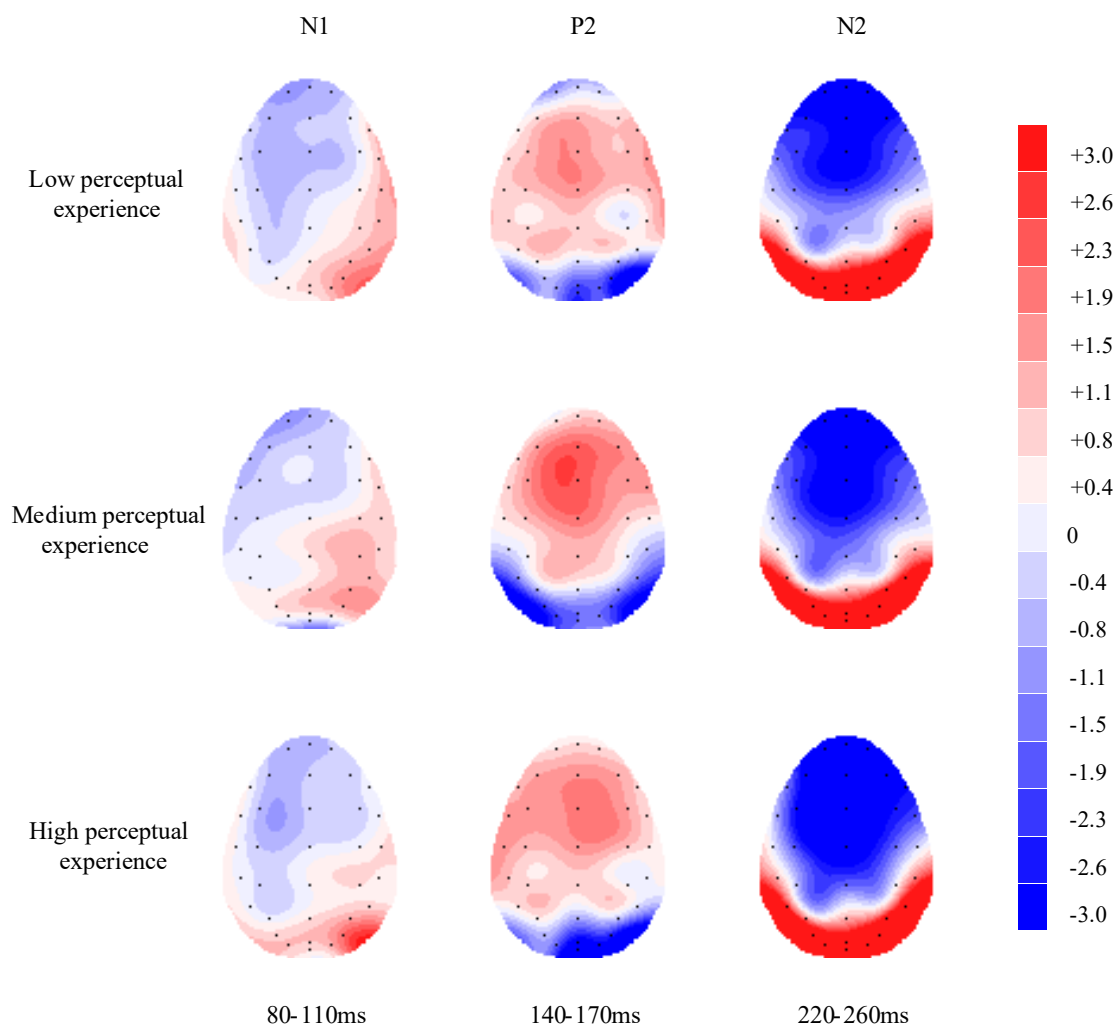 N1
P2
N2
Low perceptual
experience
Medium perceptual
experience
High perceptual
experience
+3.0
+2.6
+2.3
+1.9
+1.5
+1.1
+0.8
+0.4
0
-0.4
-0.8
-1.1
-1.5
-1.9
-2.3
-2.6
-3.0
80-110ms
140-170ms
220-260ms